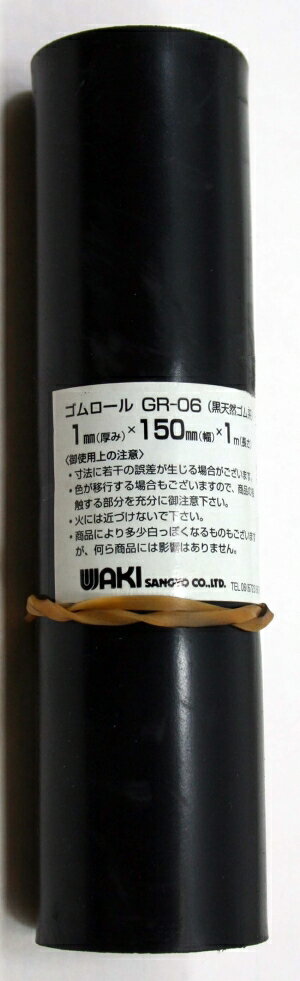 ゴムロール GR-06 (黒天然ゴム
1mm(厚み)×150mm(幅)×1m(長さ
〈御使用上の注意〉
・寸法に若干の誤差が生じる場合がございます。
・色が移行する場合もございますので、商品の接
触する部分を充分に御注意下さい。
・火には近づけないで下さい。
・商品により多少白っぽくなるものもございます
が、何ら商品には影響はありません。
WAKI SANGYO CO.,LTD. TEL